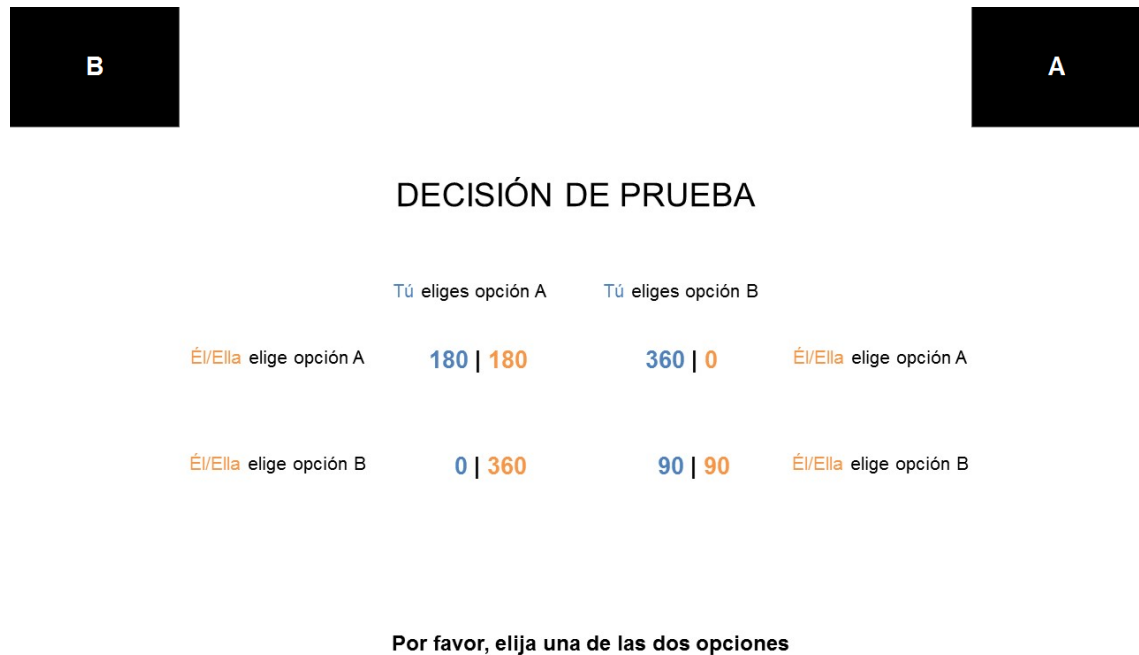 B
A
DECISIÓN DE PRUEBA
Tú eliges opción A
Tú eliges opción B
Él/Ella elige opción A
180 | 180
360 | 0
Él/Ella elige opción A
Él/Ella elige opción B
0 | 360
90 | 90
Él/Ella elige opción B
Por favor, elija una de las dos opciones